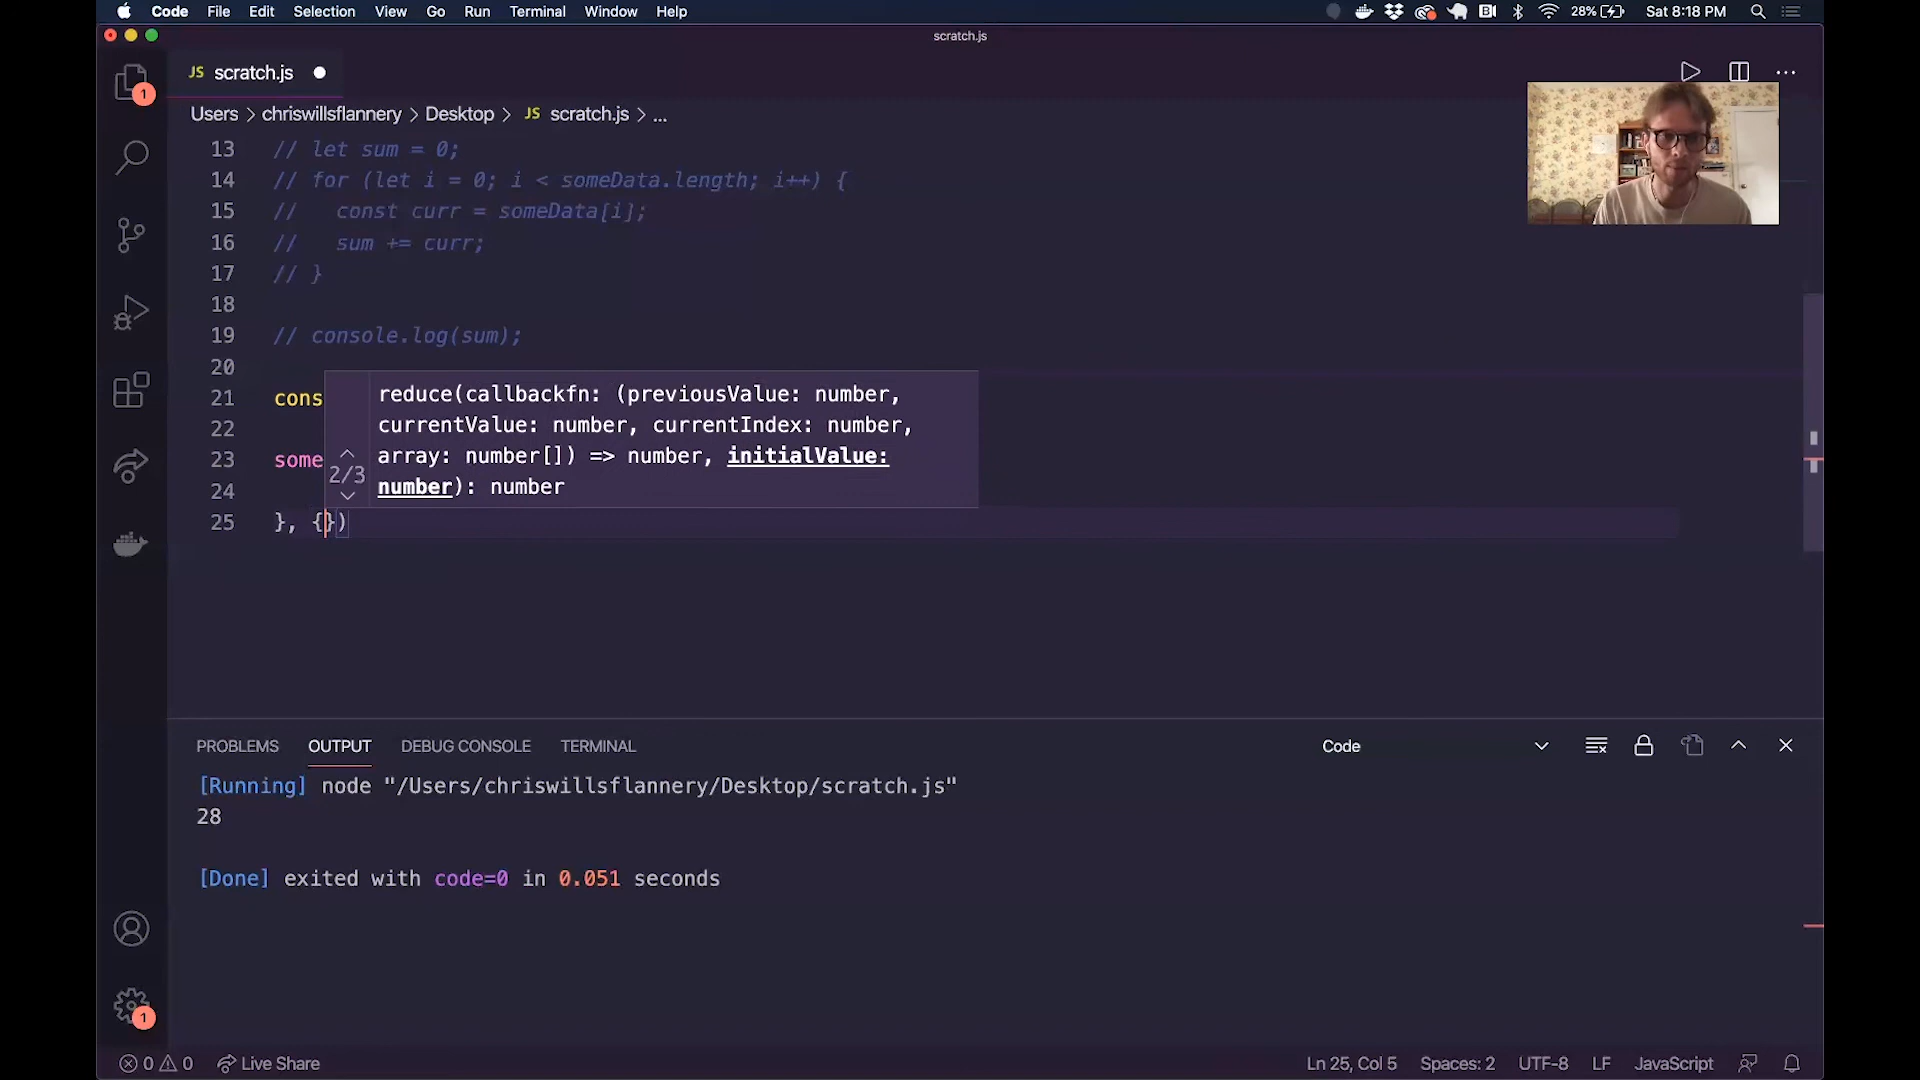 Code File Edit Selection View Go Run Terminal Window Help
28% Sat 8:18 PM
scratch.js
JS scratch.js
1
Users > chriswillsflannery > Desktop > JS scratch.js > ...
13 // let sum = 0;
14 // for (let i = 0; i < someData.length; i++) {
15 //   const curr = someData[i];
16 //   sum += curr;
17 // }
18
19 // console.log(sum);
20
21 cons
22
23 some
24
25 }, {})
reduce(callbackfn: (previousValue: number,
currentValue: number, currentIndex: number,
array: number[]) => number, initialValue:
number): number
2/3
PROBLEMS OUTPUT DEBUG CONSOLE TERMINAL
Code
[Running] node "/Users/chriswillsflannery/Desktop/scratch.js"
28
[Done] exited with code=0 in 0.051 seconds
1
0 0 Live Share
Ln 25, Col 5 Spaces: 2 UTF-8 LF JavaScript